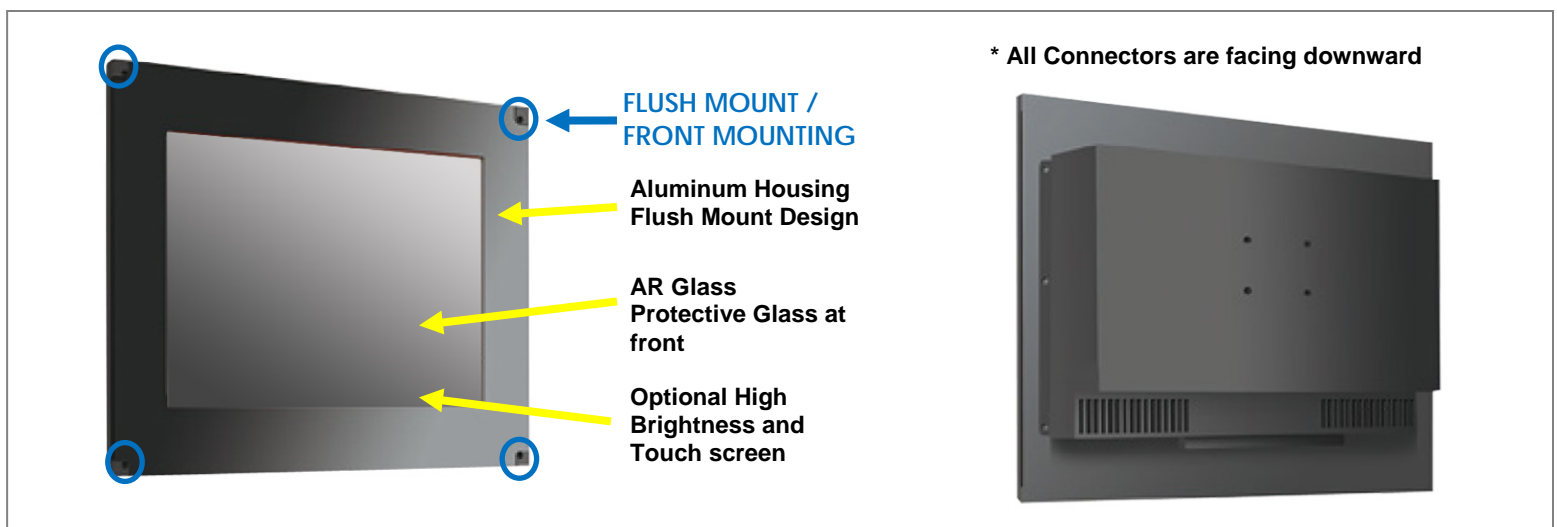 * All Connectors are facing downward
FLUSH MOUNT /
FRONT MOUNTING
Aluminum Housing
Flush Mount Design
AR Glass
Protective Glass at
front
Optional High
Brightness and
Touch screen